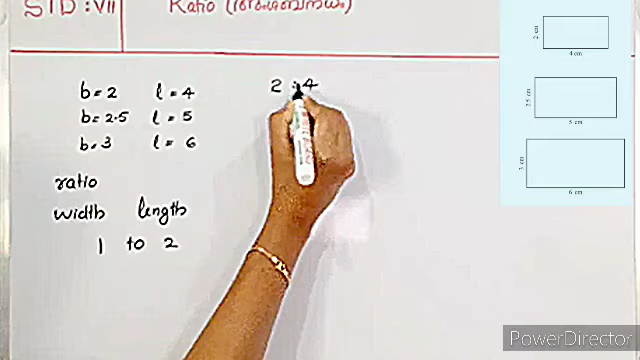 STD : VII Ratio (അംശബന്ധം)
b = 2 l = 4 2 : 4
b = 2.5 l = 5
b = 3 l = 6
ratio
width length
1 to 2
2 cm
4 cm
2.5 cm
5 cm
3 cm
6 cm
PowerDirector